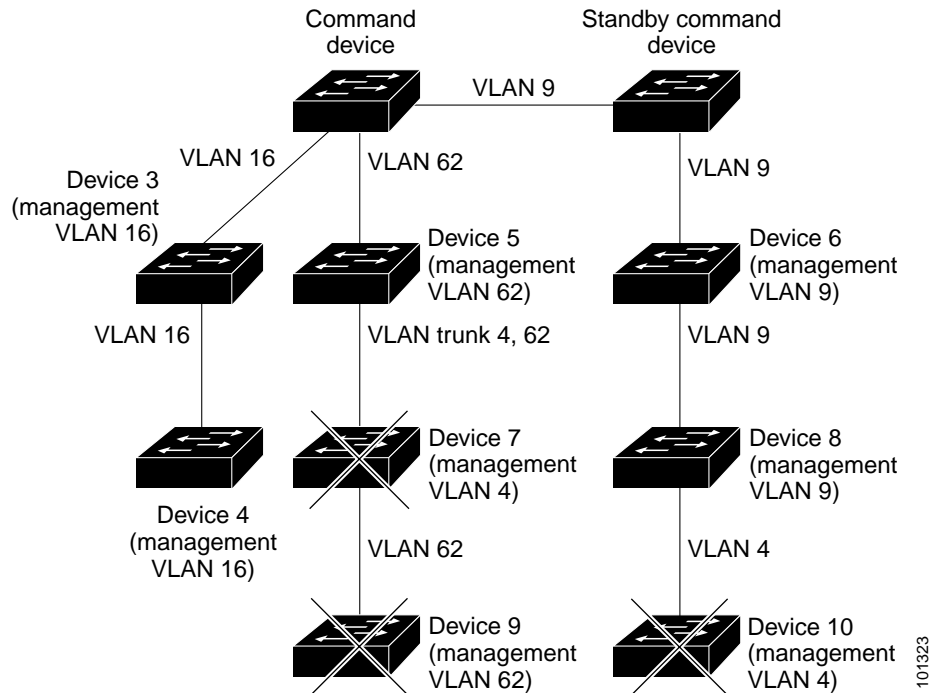 Command
device
Standby command
device
VLAN 9
VLAN 16
VLAN 62
VLAN 9
Device 3
(management
VLAN 16)
Device 5
(management
VLAN 62)
Device 6
(management
VLAN 9)
VLAN 16
VLAN trunk 4, 62
VLAN 9
Device 4
(management
VLAN 16)
Device 7
(management
VLAN 4)
Device 8
(management
VLAN 9)
VLAN 62
VLAN 4
Device 9
(management
VLAN 62)
Device 10
(management
VLAN 4)
101323